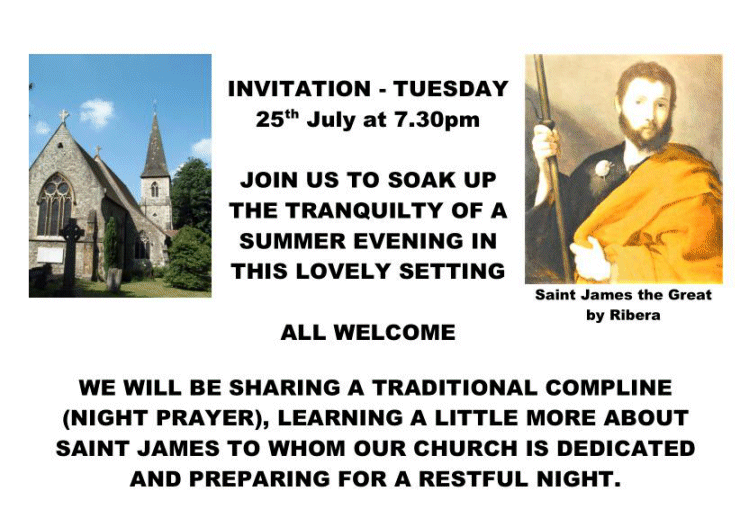 INVITATION - TUESDAY
25th July at 7.30pm
JOIN US TO SOAK UP
THE TRANQUILTY OF A
SUMMER EVENING IN
THIS LOVELY SETTING
Saint James the Great
by Ribera
ALL WELCOME
WE WILL BE SHARING A TRADITIONAL COMPLINE
(NIGHT PRAYER), LEARNING A LITTLE MORE ABOUT
SAINT JAMES TO WHOM OUR CHURCH IS DEDICATED
AND PREPARING FOR A RESTFUL NIGHT.